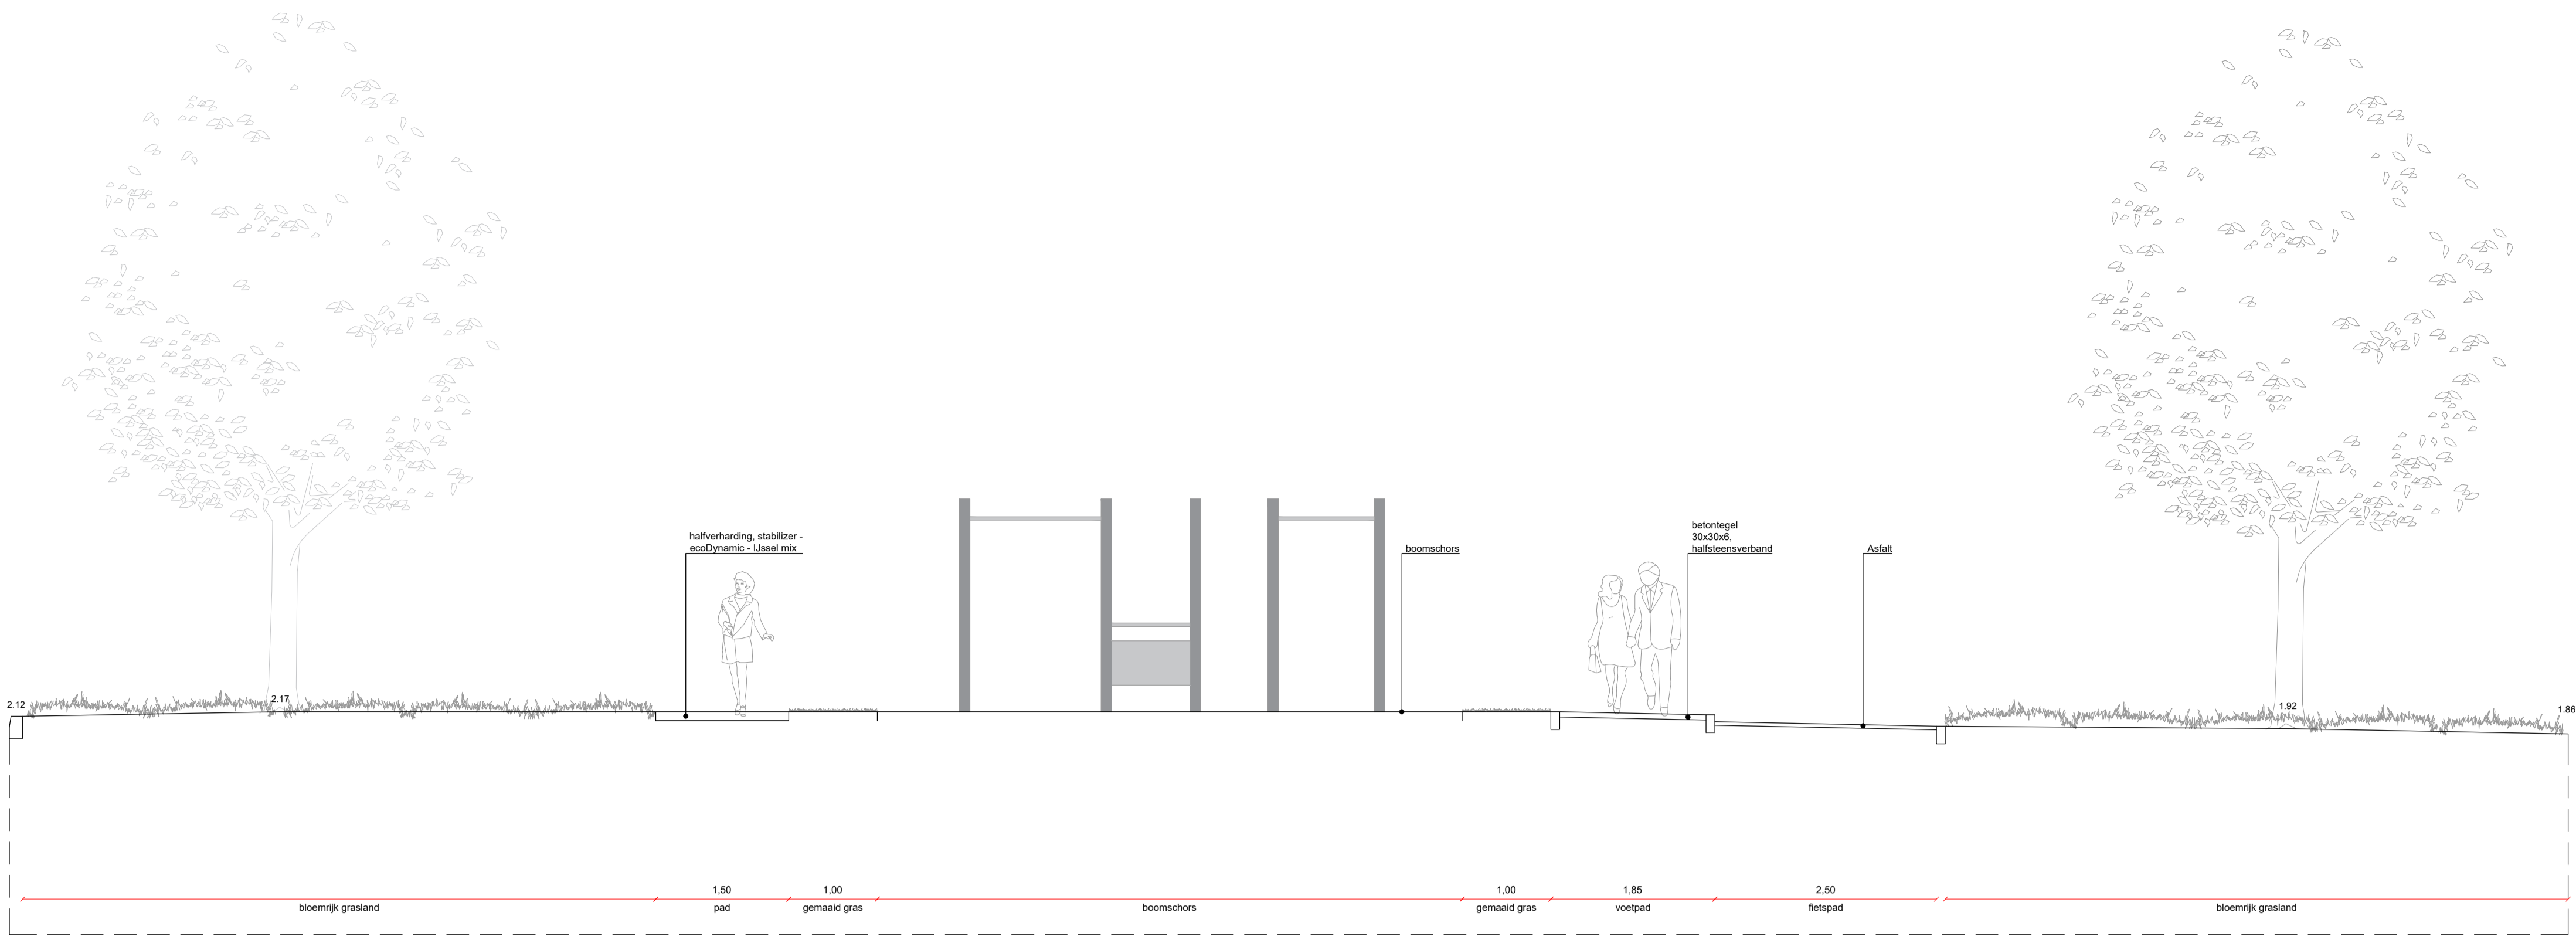 halfverharding, stabilizer -
ecoDynamic - IJssel mix
boomschors
betontegel
30x30x6,
halfsteensverband
Asfalt
2.12
2.17
1.92
1.86
1,50
1,00
1,00
1,85
2,50
bloemrijk grasland
pad
gemaaid gras
boomschors
gemaaid gras
voetpad
fietspad
bloemrijk grasland